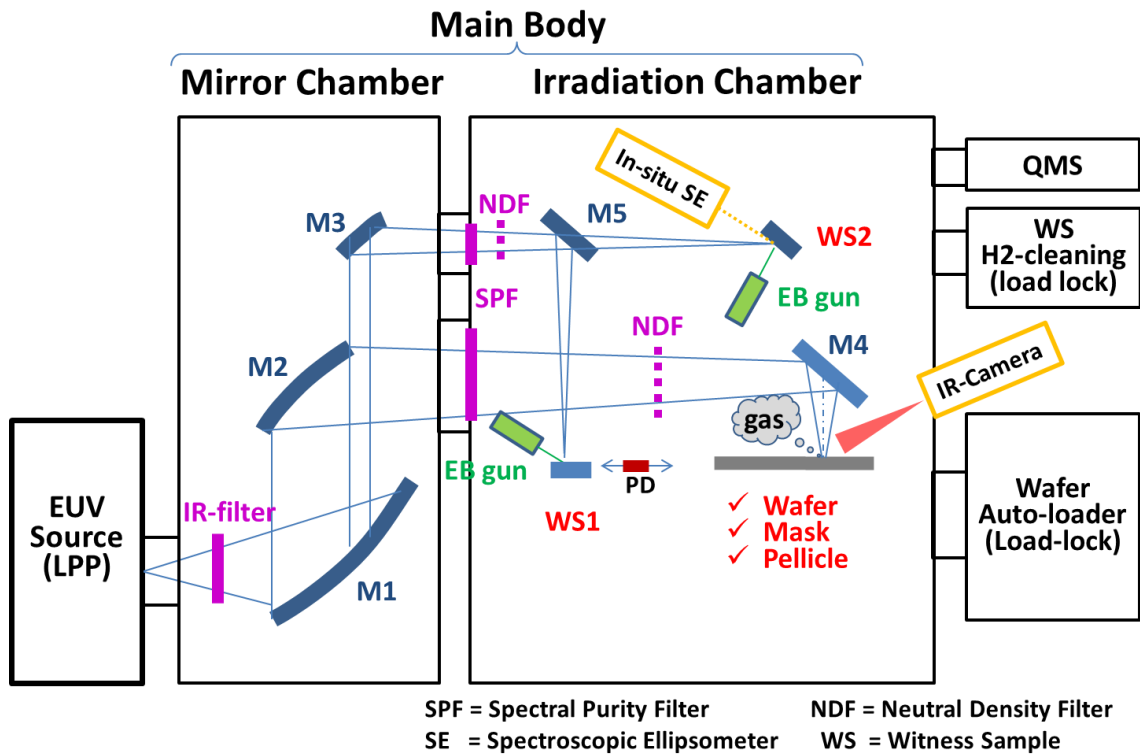 Main Body
Mirror Chamber
Irradiation Chamber
In-situ SE
QMS
NDF
M5
M3
WS2
WS
H2-cleaning
(load lock)
EB gun
SPF
NDF
M4
M2
IR-Camera
gas
EB gun
PD
EUV
Source
(LPP)
IR-filter
WS1
✓ Wafer
✓ Mask
✓ Pellicle
Wafer
Auto-loader
(Load-lock)
M1
SPF = Spectral Purity Filter
NDF = Neutral Density Filter
SE = Spectroscopic Ellipsometer
WS = Witness Sample